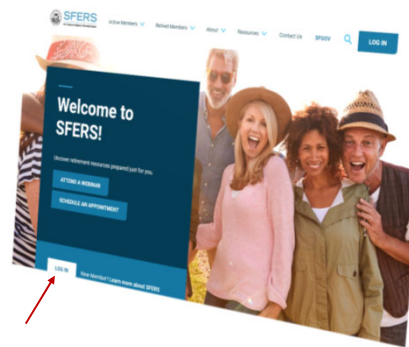 SFERS
Active Members
Retired Members
About
Resources
Contact Us
SFGOV
LOG IN
Welcome to
SFERS!
Uncover retirement resources prepared just for you.
ATTEND A WEBINAR
SCHEDULE AN APPOINTMENT
LOG IN
New Member? Learn more about SFERS